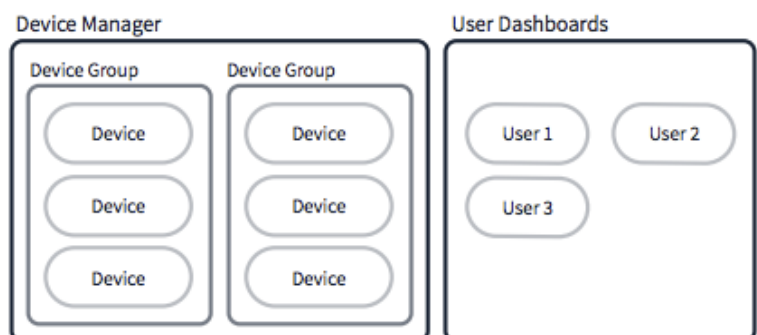 Device Manager
Device Group
Device Group
Device
Device
Device
Device
Device
Device
User Dashboards
User 1
User 2
User 3